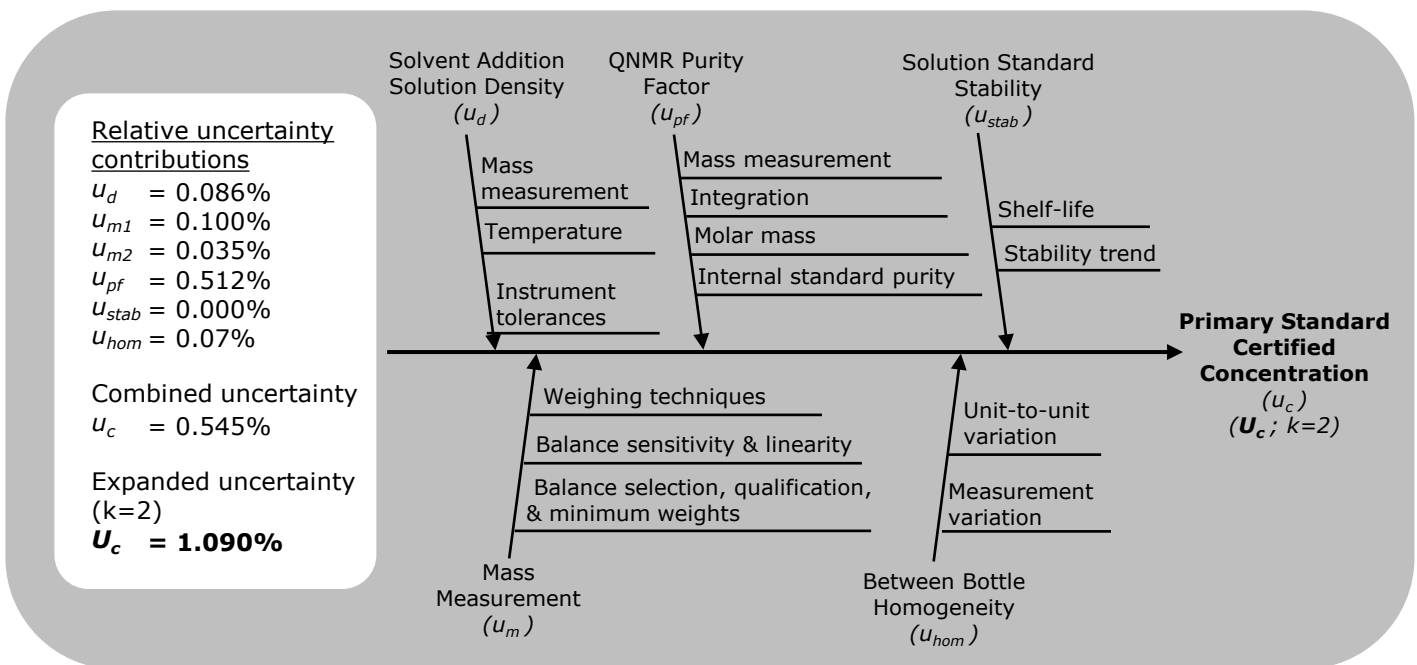 Relative uncertainty
contributions
u_d = 0.086%
u_m1 = 0.100%
u_m2 = 0.035%
u_pf = 0.512%
u_stab = 0.000%
u_hom = 0.07%
Combined uncertainty
u_c = 0.545%
Expanded uncertainty
(k=2)
U_c = 1.090%
Solvent Addition
Solution Density
(u_d)
Mass
measurement
Temperature
Instrument
tolerances
QNMR Purity
Factor
(u_pf)
Mass measurement
Integration
Molar mass
Internal standard purity
Solution Standard
Stability
(u_stab)
Shelf-life
Stability trend
Weighing techniques
Balance sensitivity & linearity
Balance selection, qualification,
& minimum weights
Mass
Measurement
(u_m)
Unit-to-unit
variation
Measurement
variation
Between Bottle
Homogeneity
(u_hom)
Primary Standard
Certified
Concentration
(u_c)
(U_c; k=2)